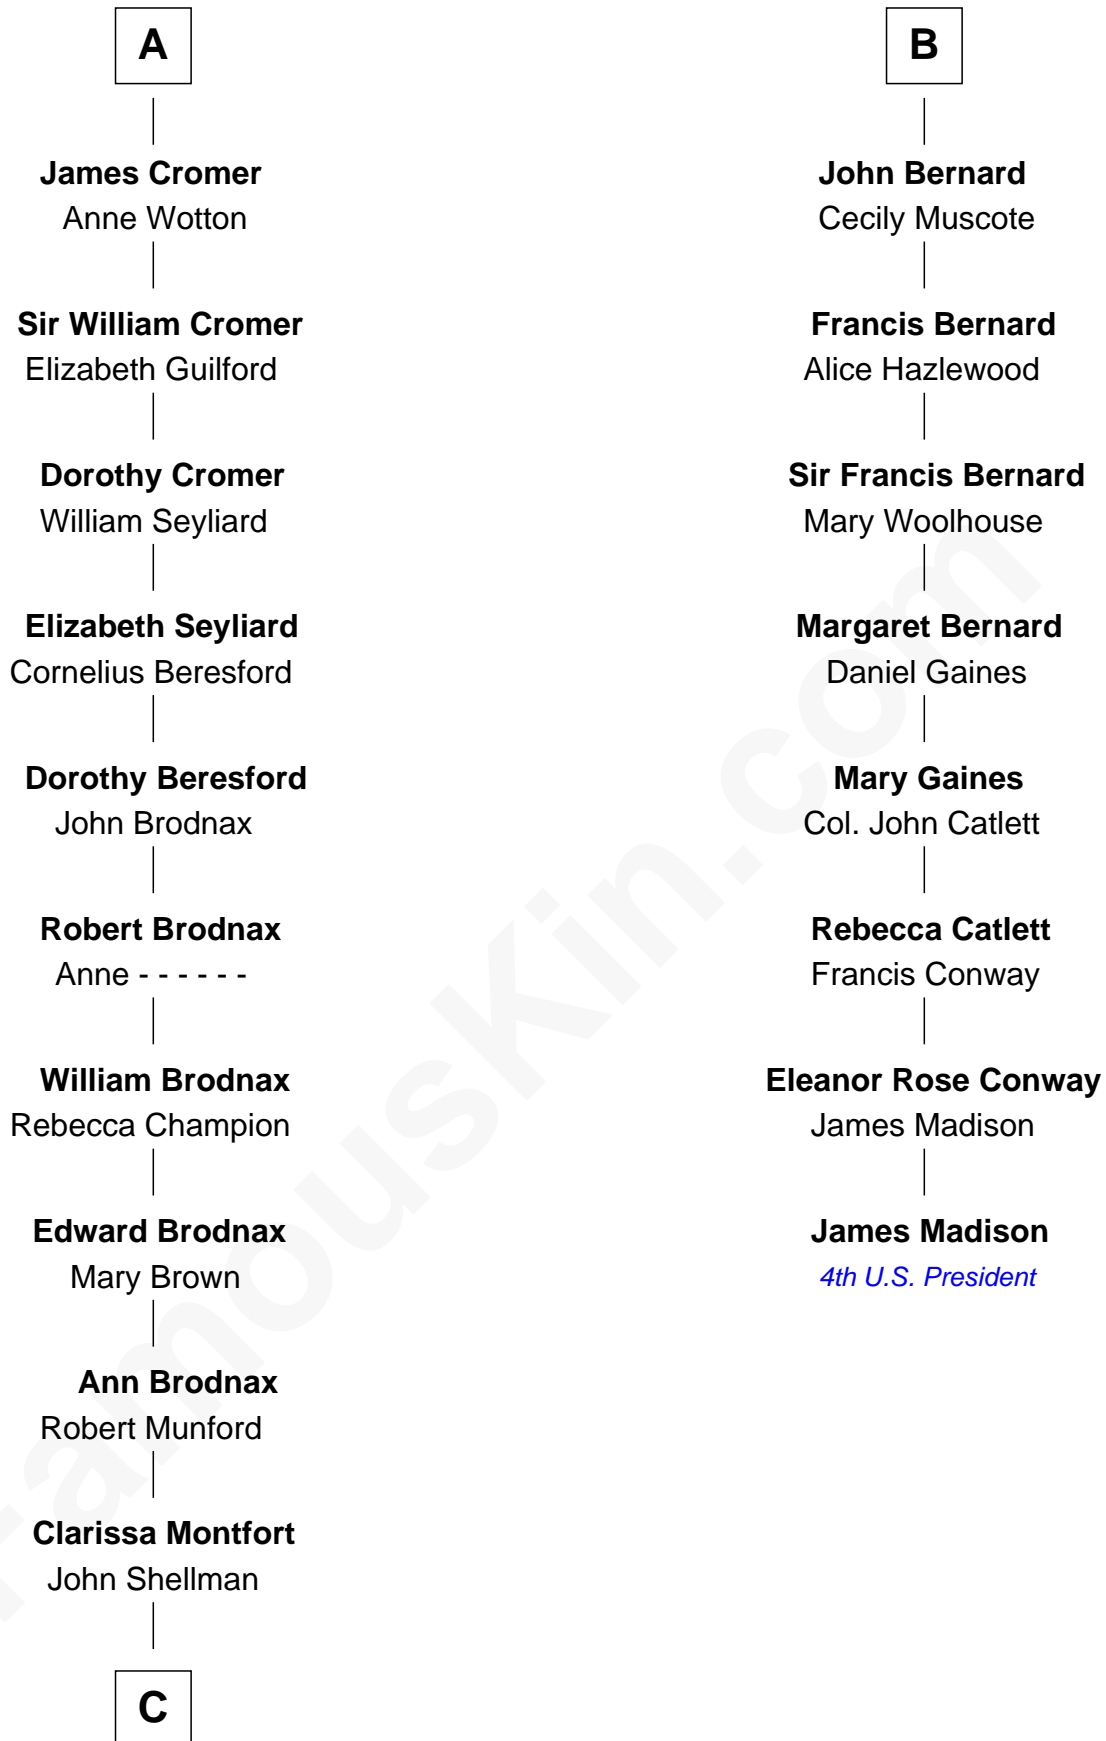 A
James Cromer
Anne Wotton
Sir William Cromer
Elizabeth Guilford
Dorothy Cromer
William Seyliard
Elizabeth Seyliard
Cornelius Beresford
Dorothy Beresford
John Brodnax
Robert Brodnax
Anne - - - - - -
William Brodnax
Rebecca Champion
Edward Brodnax
Mary Brown
Ann Brodnax
Robert Munford
Clarissa Montfort
John Shellman
C
B
John Bernard
Cecily Muscote
Francis Bernard
Alice Hazlewood
Sir Francis Bernard
Mary Woolhouse
Margaret Bernard
Daniel Gaines
Mary Gaines
Col. John Catlett
Rebecca Catlett
Francis Conway
Eleanor Rose Conway
James Madison
James Madison
4th U.S. President
FamousKin.com